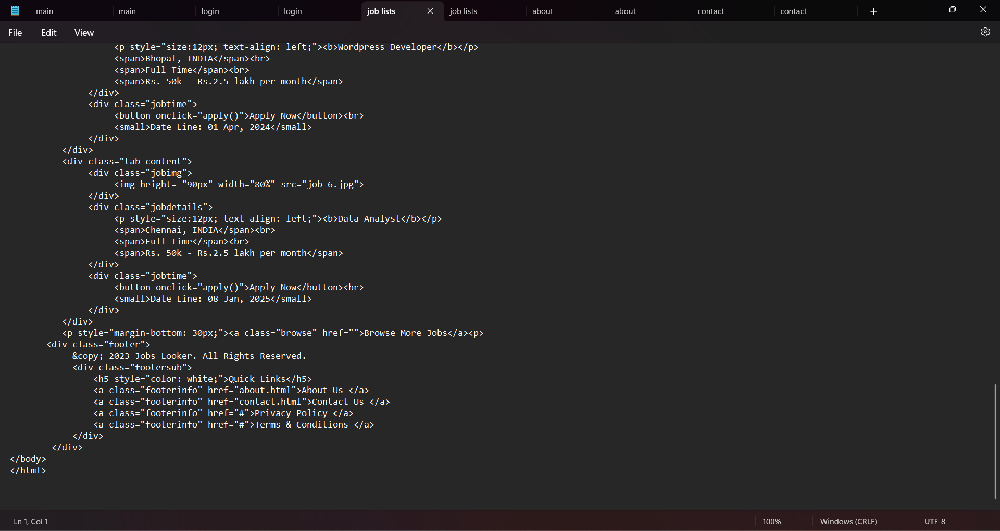 main
main
login
login
job lists
job lists
about
about
contact
contact
File
Edit
View
<p style="size:12px; text-align: left;"><b>Wordpress Developer</b></p>
<span>Bhopal, INDIA</span><br>
<span>Full Time</span><br>
<span>Rs. 50k - Rs.2.5 lakh per month</span>
</div>
<div class="jobtime">
<button onclick="apply()">Apply Now</button><br>
<small>Date Line: 01 Apr, 2024</small>
</div>
</div>
<div class="tab-content">
<div class="jobimg">
<img height= "90px" width="80%" src="job 6.jpg">
</div>
<div class="jobdetails">
<p style="size:12px; text-align: left;"><b>Data Analyst</b></p>
<span>Chennai, INDIA</span><br>
<span>Full Time</span><br>
<span>Rs. 50k - Rs.2.5 lakh per month</span>
</div>
<div class="jobtime">
<button onclick="apply()">Apply Now</button><br>
<small>Date Line: 08 Jan, 2025</small>
</div>
</div>
<p style="margin-bottom: 30px;"><a class="browse" href="">Browse More Jobs</a><p>
<div class="footer">
&copy; 2023 Jobs Looker. All Rights Reserved.
<div class="footersub">
<h5 style="color: white;">Quick Links</h5>
<a class="footerinfo" href="about.html">About Us </a>
<a class="footerinfo" href="contact.html">Contact Us </a>
<a class="footerinfo" href="#">Privacy Policy </a>
<a class="footerinfo" href="#">Terms & Conditions </a>
</div>
</div>
</body>
</html>
Ln 1, Col 1
100%
Windows (CRLF)
UTF-8